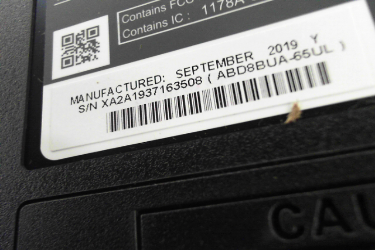 Contains FCC
Contains IC : 1178A
MANUFACTURED: SEPTEMBER 2019 Y
S/N XA2A1937163508 ( ABD8BUA-65UL )
CAU